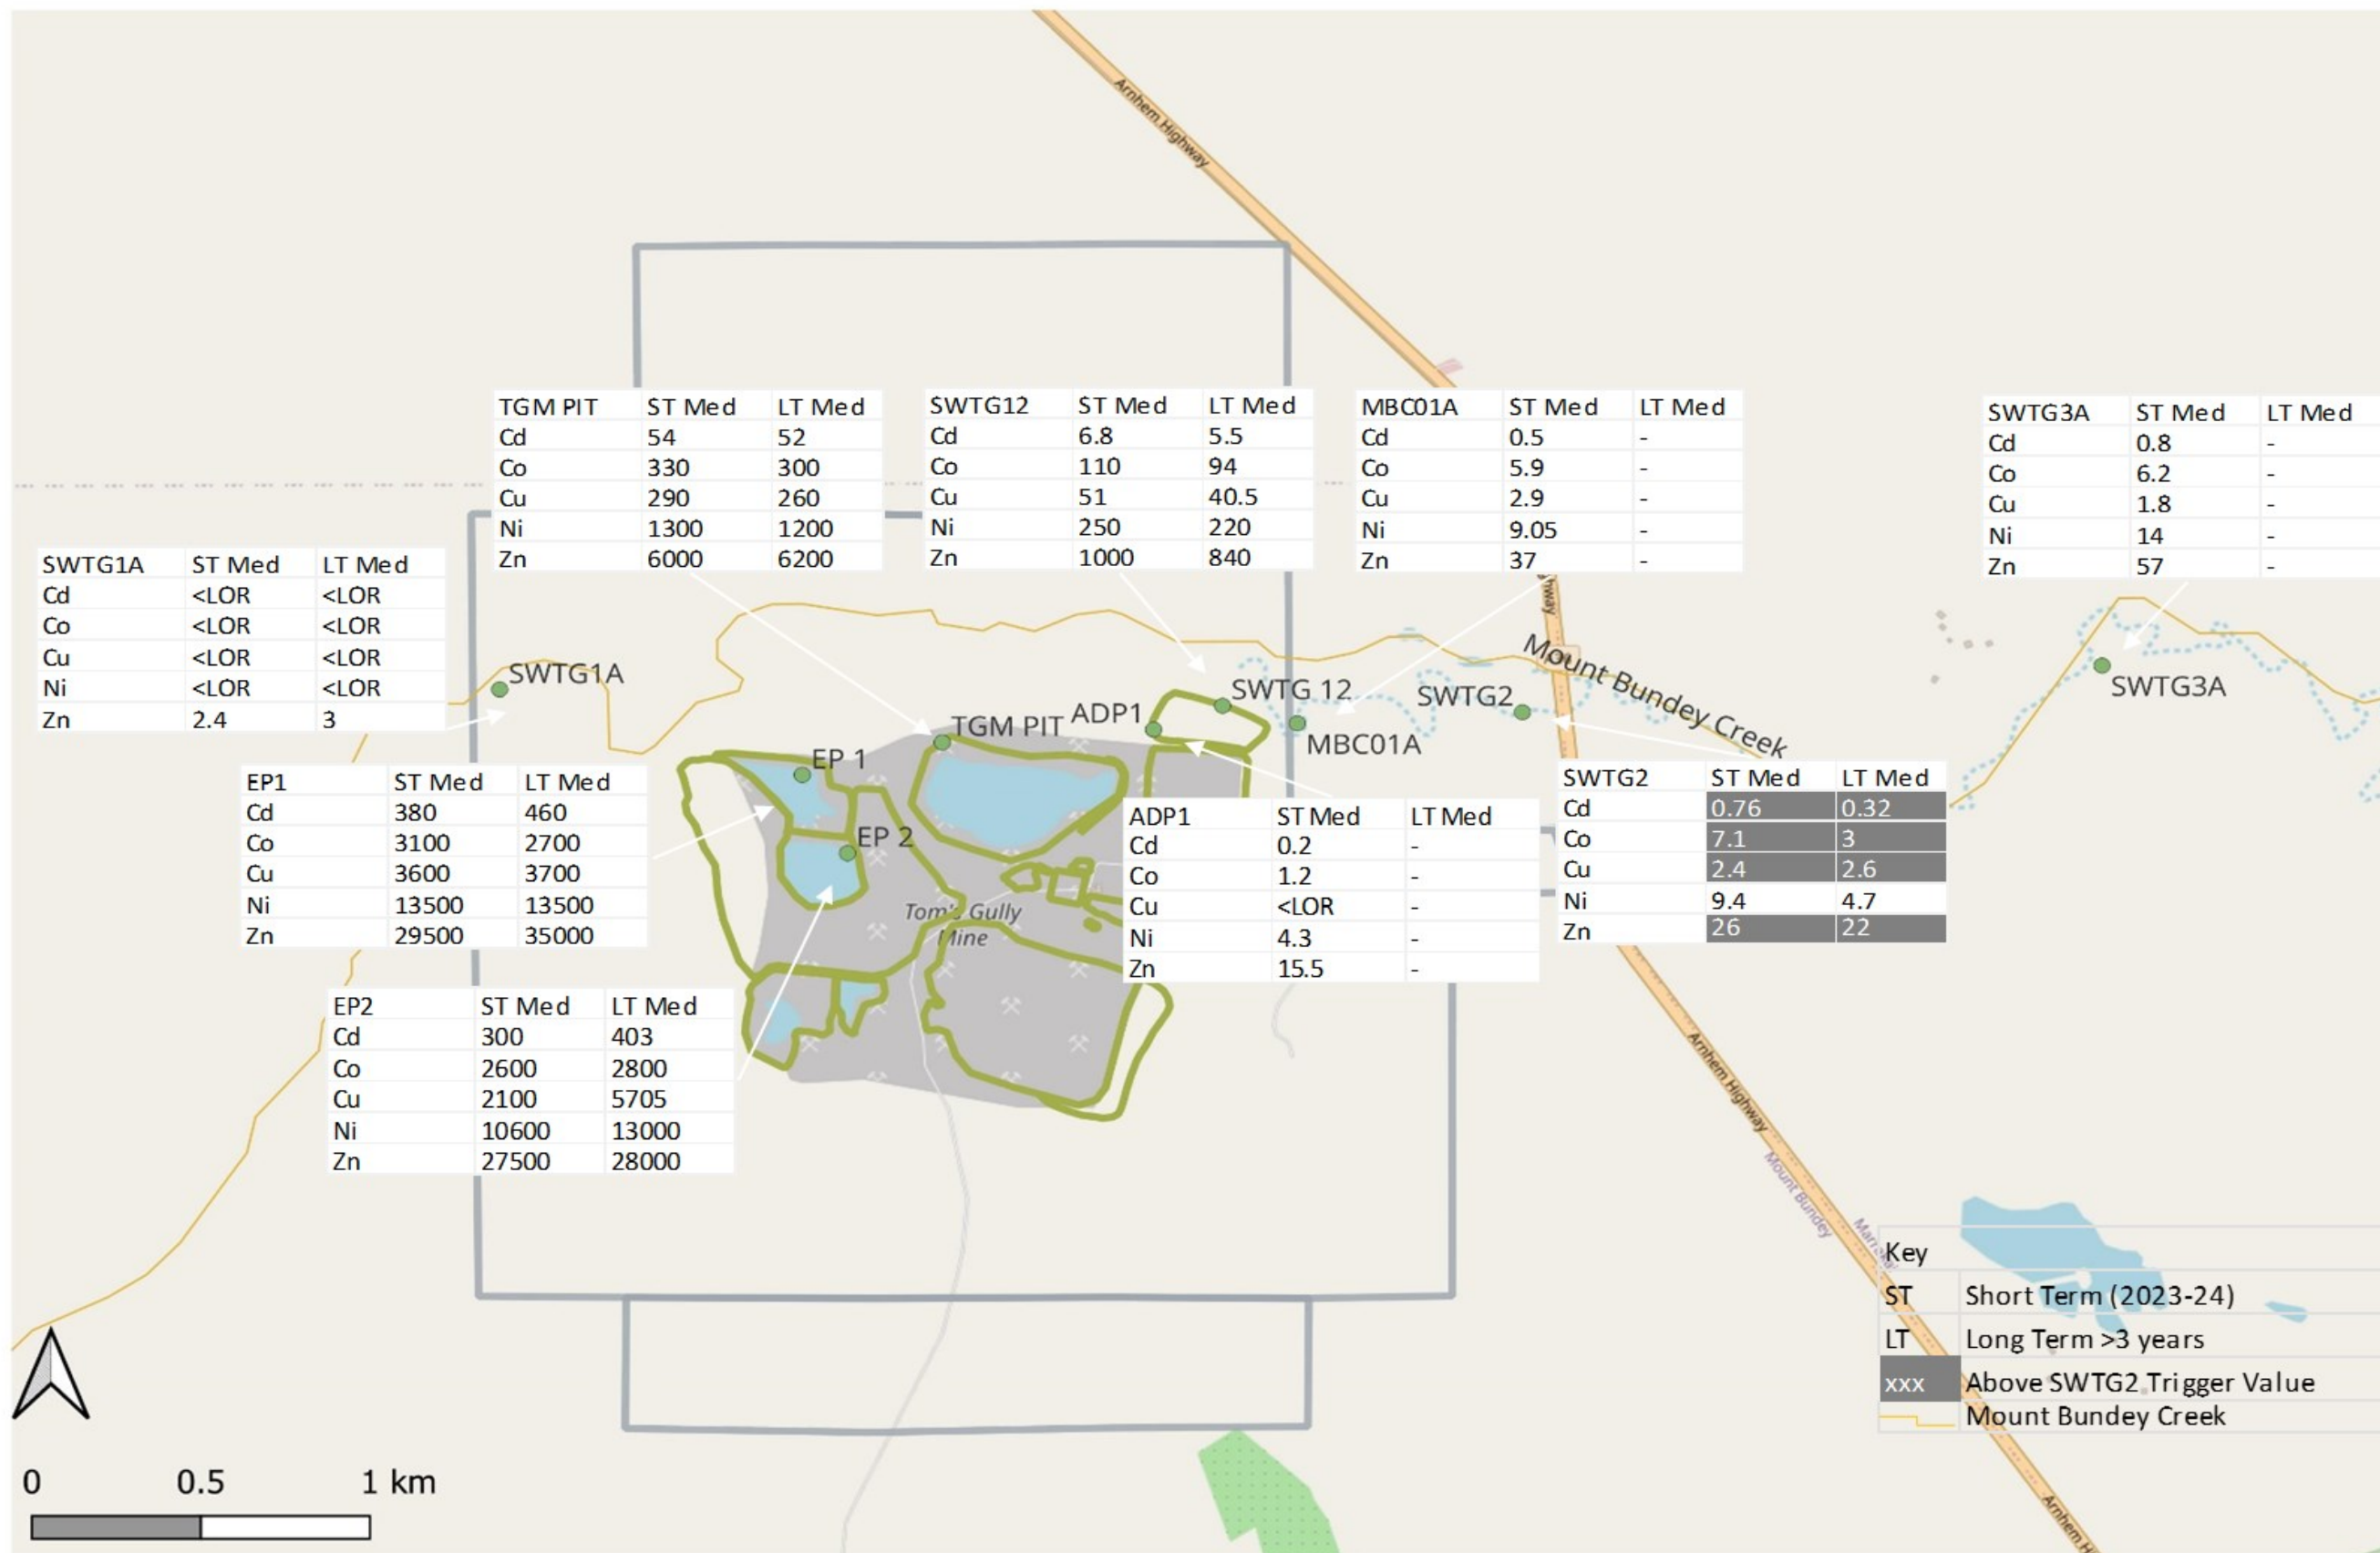 Arnhem Highway
TGM PIT ST Med LT Med
Cd 54 52
Co 330 300
Cu 290 260
Ni 1300 1200
Zn 6000 6200
SWTG12 ST Med LT Med
Cd 6.8 5.5
Co 110 94
Cu 51 40.5
Ni 250 220
Zn 1000 840
MBC01A ST Med LT Med
Cd 0.5 -
Co 5.9 -
Cu 2.9 -
Ni 9.05 -
Zn 37 -
SWTG3A ST Med LT Med
Cd 0.8 -
Co 6.2 -
Cu 1.8 -
Ni 14 -
Zn 57 -
SWTG1A ST Med LT Med
Cd <LOR <LOR
Co <LOR <LOR
Cu <LOR <LOR
Ni <LOR <LOR
Zn 2.4 3
hway
SWTG1A
Mount Bundey Creek
SWTG 12
SWTG2
SWTG3A
ADP1
TGM PIT
MBC01A
EP 1
EP 2
Tom's Gully
Mine
EP1 ST Med LT Med
Cd 380 460
Co 3100 2700
Cu 3600 3700
Ni 13500 13500
Zn 29500 35000
ADP1 ST Med LT Med
Cd 0.2 -
Co 1.2 -
Cu <LOR -
Ni 4.3 -
Zn 15.5 -
SWTG2 ST Med LT Med
Cd 0.76 0.32
Co 7.1 3
Cu 2.4 2.6
Ni 9.4 4.7
Zn 26 22
EP2 ST Med LT Med
Cd 300 403
Co 2600 2800
Cu 2100 5705
Ni 10600 13000
Zn 27500 28000
Arnhem Highway
Mount Bundey
Key
ST Short Term (2023-24)
LT Long Term >3 years
xxx Above SWTG2 Trigger Value
Mount Bundey Creek
0 0.5 1 km
Arnhem H